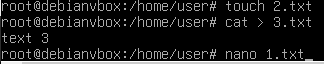 root@debianvbox:/home/user# touch 2.txt
root@debianvbox:/home/user# cat > 3.txt
text 3
root@debianvbox:/home/user# nano 1.txt_